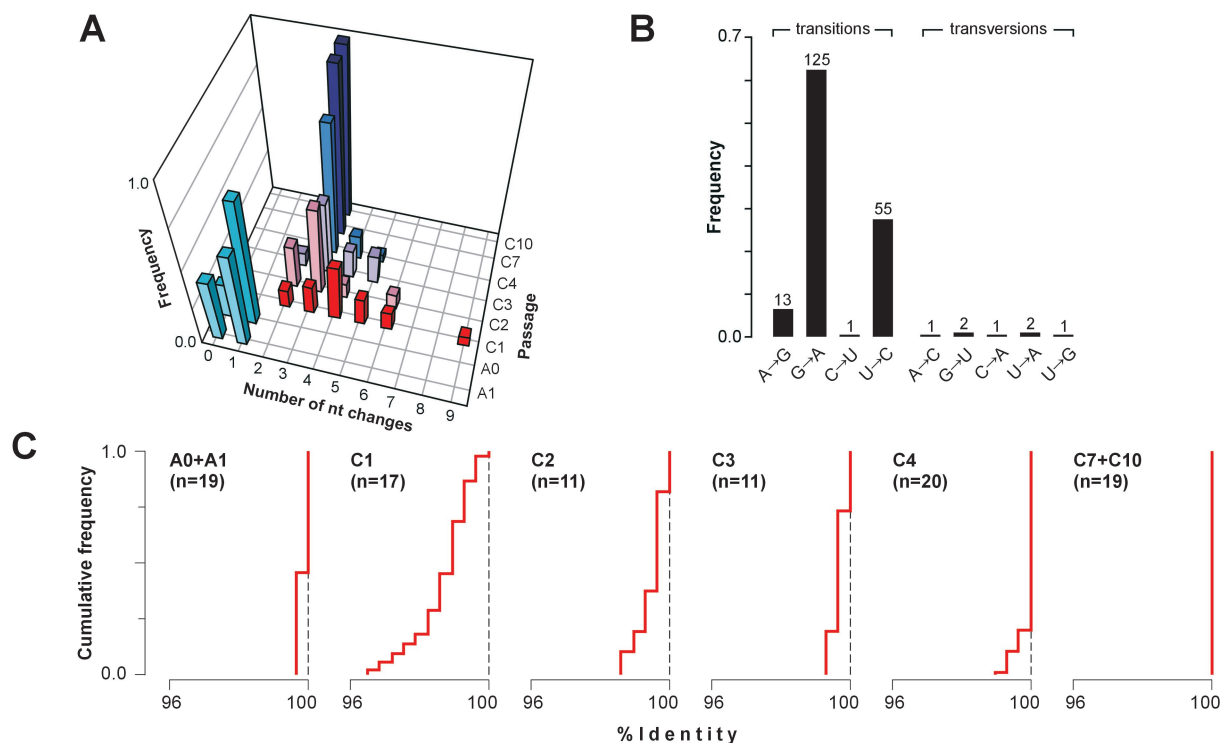 A
Frequency
1.0
0.0
0 1 2 3 4 5 6 7 8 9
Number of nt changes
C10
C7
C4
C3
C2
C1
A0
A1
Passage
B
transitions transversions
Frequency
0.7
0.0
13 125 1 55 1 2 1 2 1
A→G G→A C→U U→C A→C G→U C→A U→A U→G
C
Cumulative frequency
1.0
0.0
A0+A1
(n=19)
C1
(n=17)
C2
(n=11)
C3
(n=11)
C4
(n=20)
C7+C10
(n=19)
96 100 96 100 96 100 96 100 96 100 96 100
% Identity